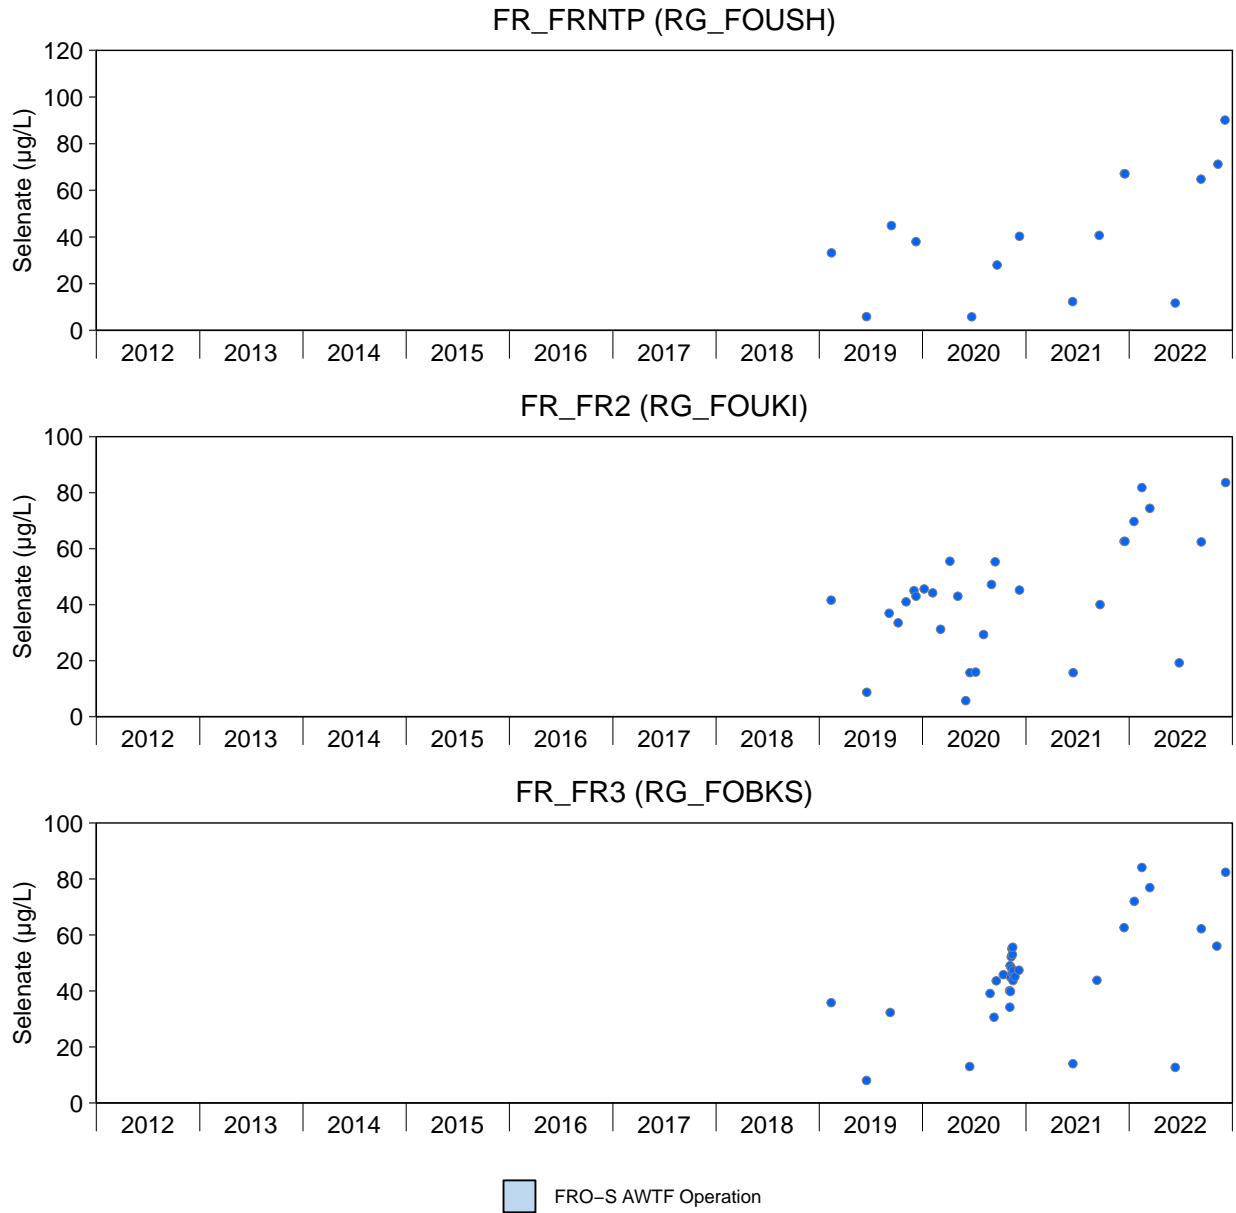 FR_FRNTP (RG_FOUSH)
Selenate (µg/L)
120
100
80
60
40
20
0
2012 2013 2014 2015 2016 2017 2018 2019 2020 2021 2022
FR_FR2 (RG_FOUKI)
Selenate (µg/L)
100
80
60
40
20
0
2012 2013 2014 2015 2016 2017 2018 2019 2020 2021 2022
FR_FR3 (RG_FOBKS)
Selenate (µg/L)
100
80
60
40
20
0
2012 2013 2014 2015 2016 2017 2018 2019 2020 2021 2022
FRO−S AWTF Operation